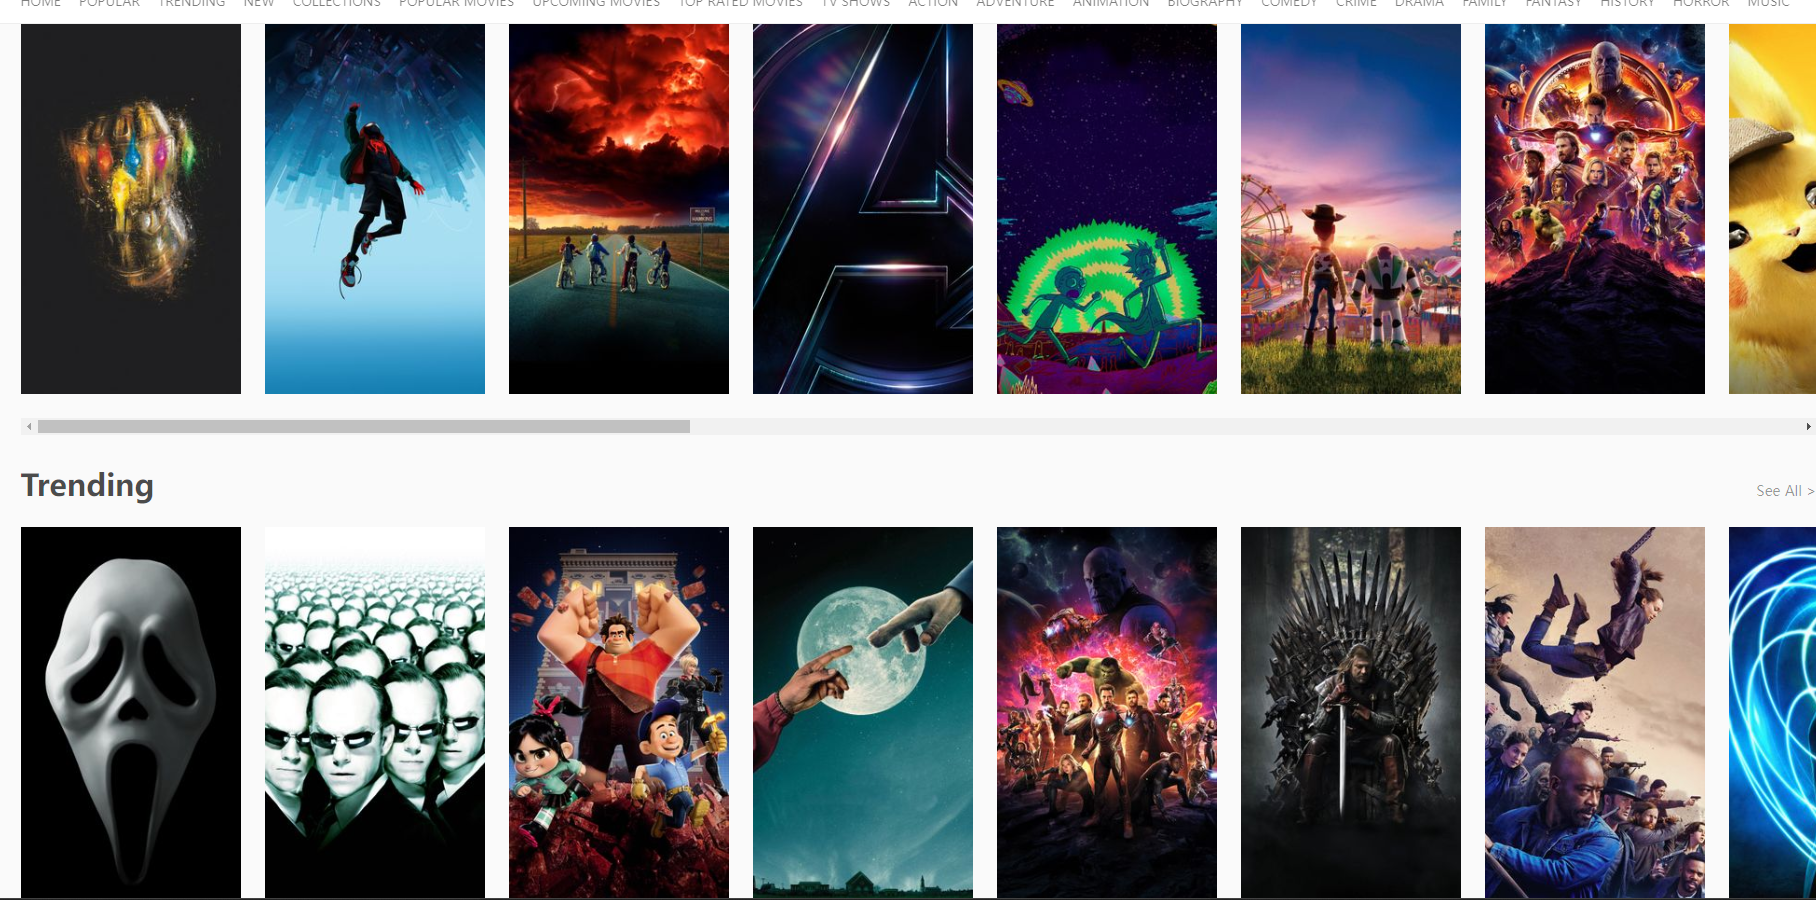 HOME POPULAR TRENDING NEW COLLECTIONS POPULAR MOVIES UPCOMING MOVIES TOP RATED MOVIES TV SHOWS ACTION ADVENTURE ANIMATION BIOGRAPHY COMEDY CRIME DRAMA FAMILY FANTASY HISTORY HORROR MUSIC
Trending
See All >